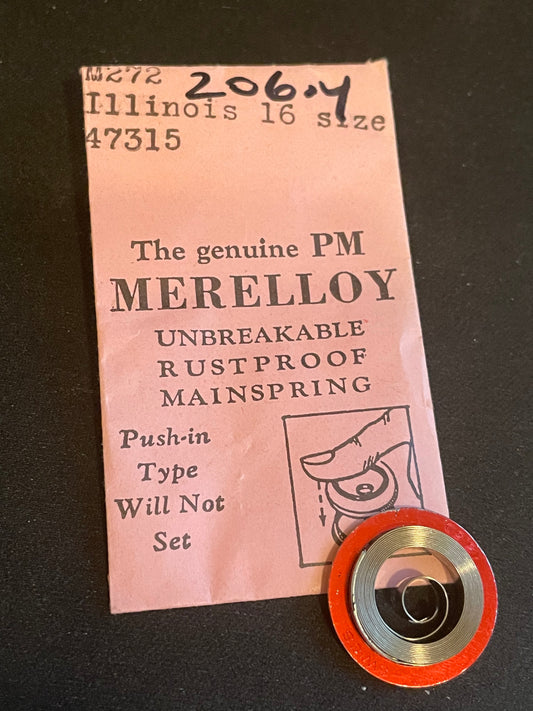 M272
206.4
Illinois 16 size
47315
The genuine PM
MERELLOY
UNBREAKABLE
RUSTPROOF
MAINSPRING
Push-in
Type
Will Not
Set